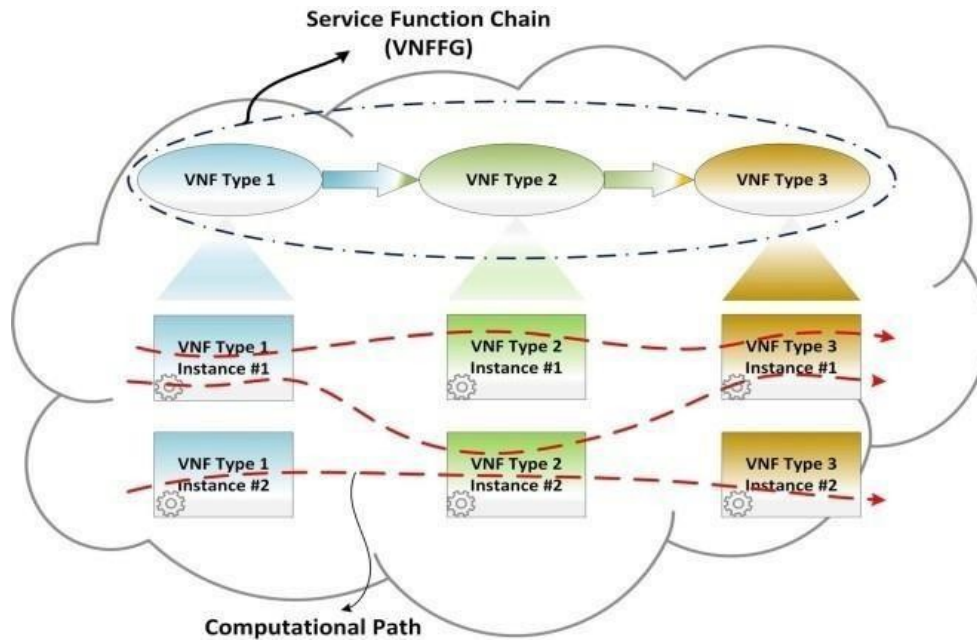 Service Function Chain
(VNFFG)
VNF Type 1
VNF Type 2
VNF Type 3
VNF Type 1
Instance #1
VNF Type 2
Instance #1
VNF Type 3
Instance #1
VNF Type 1
Instance #2
VNF Type 2
Instance #2
VNF Type 3
Instance #2
Computational Path